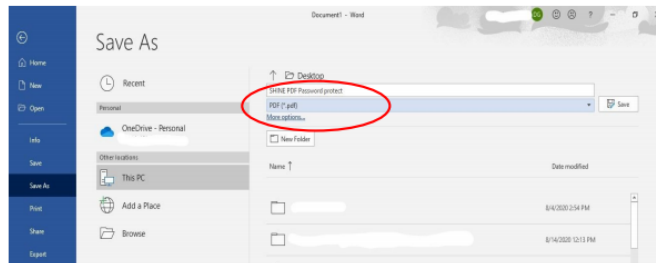 Document1 - Word
DG
?
Save As
Home
New
Open
Info
Save
Save As
Print
Share
Export
Recent
Personal
OneDrive - Personal
Other locations
This PC
Add a Place
Browse
Desktop
SHINE PDF Password protect
PDF (*.pdf)
Save
More options...
New Folder
Name
Date modified
8/4/2020 2:54 PM
8/14/2020 12:13 PM